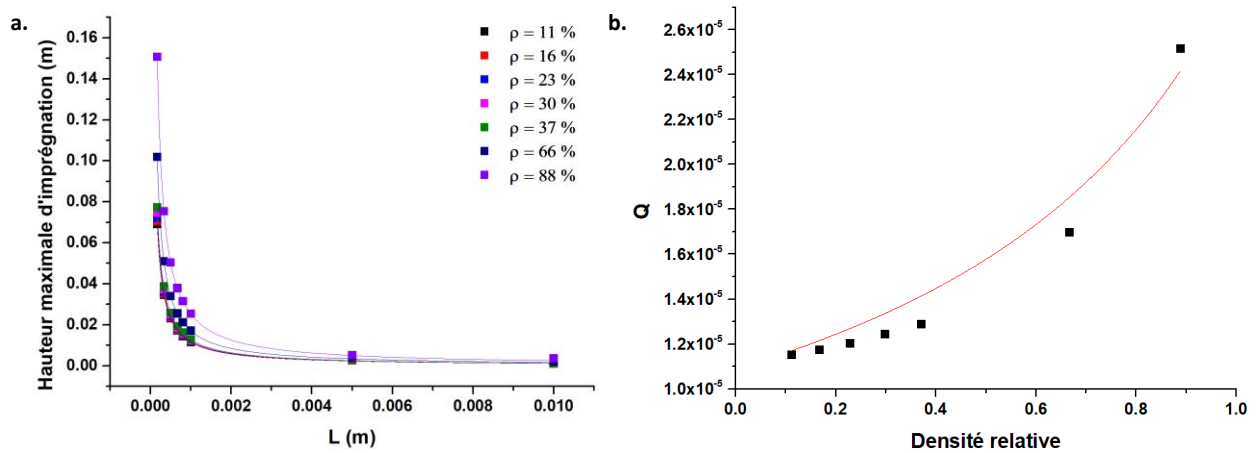 a.
Hauteur maximale d'imprégnation (m)
0.16
0.14
0.12
0.10
0.08
0.06
0.04
0.02
0.00
ρ = 11 %
ρ = 16 %
ρ = 23 %
ρ = 30 %
ρ = 37 %
ρ = 66 %
ρ = 88 %
0.000 0.002 0.004 0.006 0.008 0.010
L (m)
b.
Q
2.6x10⁻⁵
2.4x10⁻⁵
2.2x10⁻⁵
2.0x10⁻⁵
1.8x10⁻⁵
1.6x10⁻⁵
1.4x10⁻⁵
1.2x10⁻⁵
1.0x10⁻⁵
0.0 0.2 0.4 0.6 0.8 1.0
Densité relative